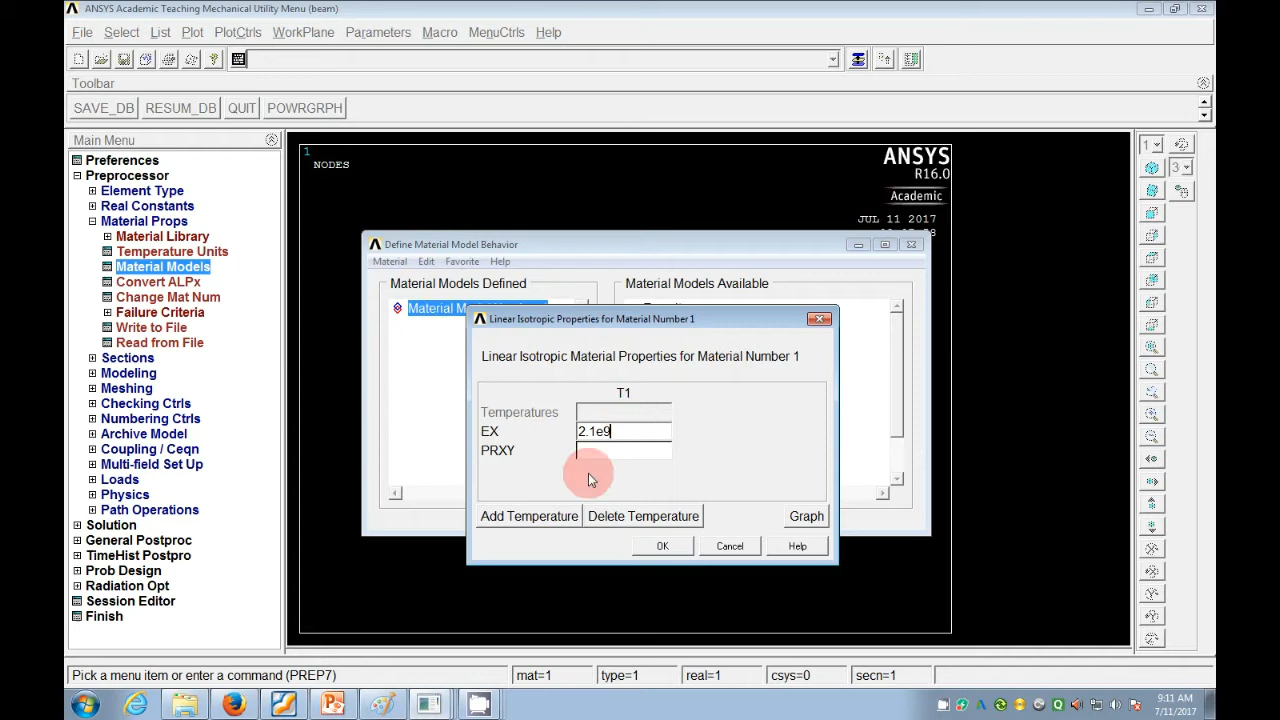 ANSYS Academic Teaching Mechanical Utility Menu (beam)
File Select List Plot PlotCtrls WorkPlane Parameters Macro MenuCtrls Help
Toolbar
SAVE_DB RESUM_DB QUIT POWRGRPH
Main Menu
Preferences
Preprocessor
Element Type
Real Constants
Material Props
Material Library
Temperature Units
Material Models
Convert ALPx
Change Mat Num
Failure Criteria
Write to File
Read from File
Sections
Modeling
Meshing
Checking Ctrls
Numbering Ctrls
Archive Model
Coupling / Ceqn
Multi-field Set Up
Loads
Physics
Path Operations
Solution
General Postproc
TimeHist Postpro
Prob Design
Radiation Opt
Session Editor
Finish
1
NODES
ANSYS
R16.0
Academic
JUL 11 2017
Define Material Model Behavior
Material Edit Favorite Help
Material Models Defined
Material Models Available
Material M
Linear Isotropic Properties for Material Number 1
Linear Isotropic Material Properties for Material Number 1
T1
Temperatures
EX 2.1e9
PRXY
Add Temperature Delete Temperature Graph
OK Cancel Help
1
3
Pick a menu item or enter a command (PREP7) mat=1 type=1 real=1 csys=0 secn=1
9:11 AM
7/11/2017